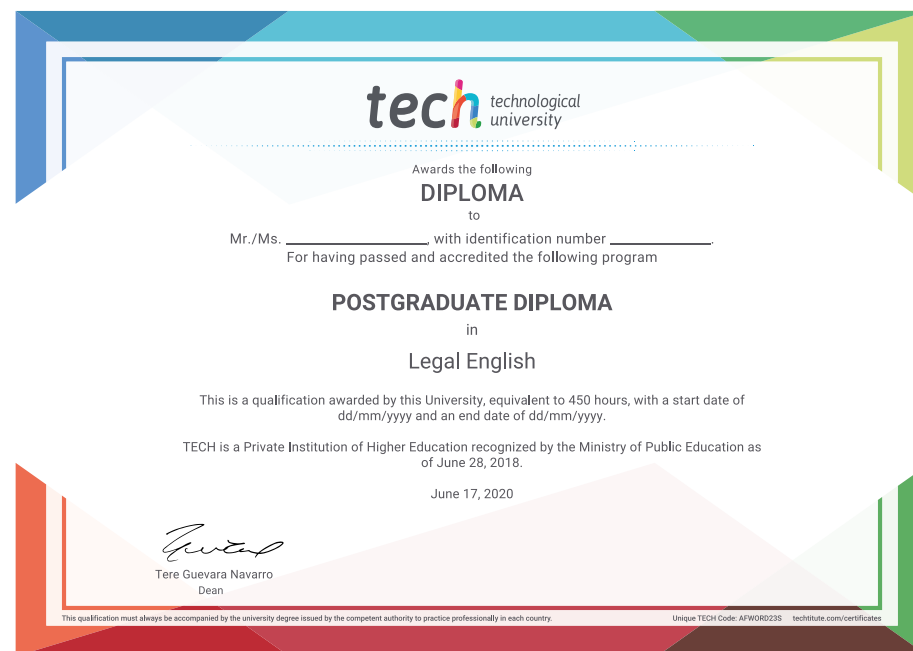 tech technological
university
Awards the following
DIPLOMA
to
Mr./Ms. ____________________, with identification number ______________.
For having passed and accredited the following program
POSTGRADUATE DIPLOMA
in
Legal English
This is a qualification awarded by this University, equivalent to 450 hours, with a start date of
dd/mm/yyyy and an end date of dd/mm/yyyy.
TECH is a Private Institution of Higher Education recognized by the Ministry of Public Education as
of June 28, 2018.
June 17, 2020
Tere Guevara Navarro
Dean
This qualification must always be accompanied by the university degree issued by the competent authority to practice professionally in each country. Unique TECH Code: AFWORD23S techtitute.com/certificates